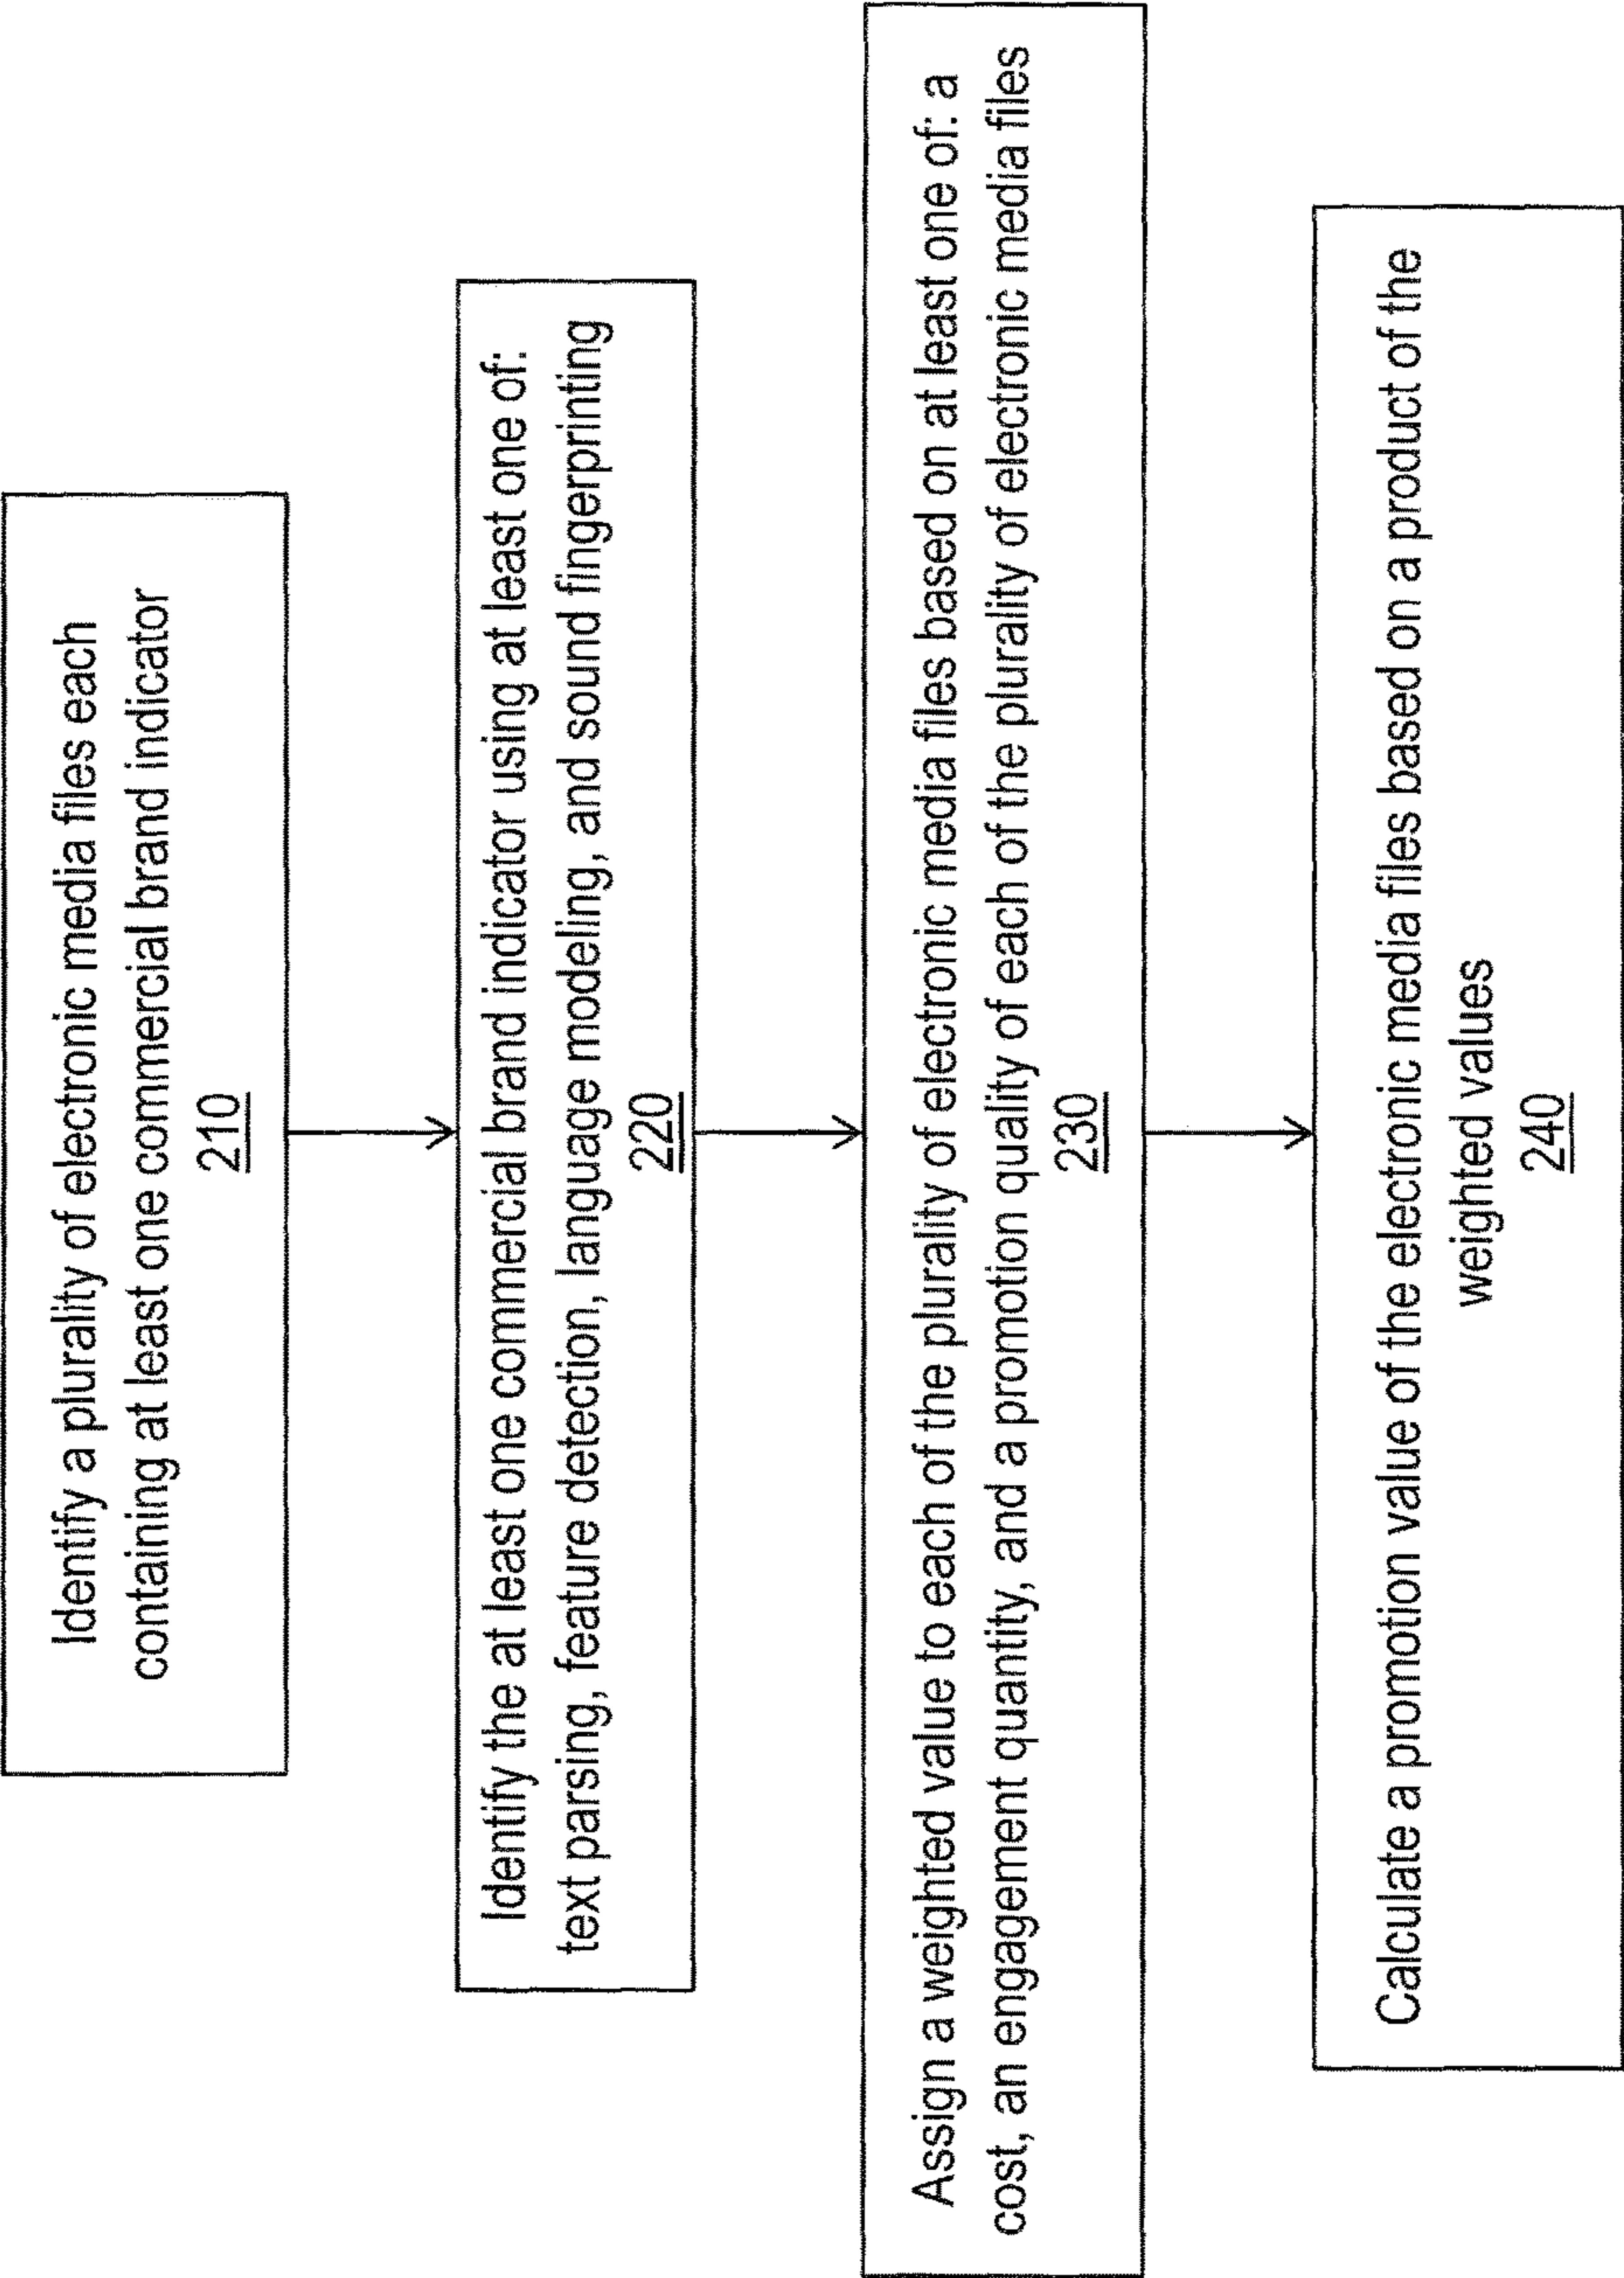 Identify a plurality of electronic media files each
containing at least one commercial brand indicator
210
Identify the at least one commercial brand indicator using at least one of:
text parsing, feature detection, language modeling, and sound fingerprinting
220
Assign a weighted value to each of the plurality of electronic media files based on at least one of: a
cost, an engagement quantity, and a promotion quality of each of the plurality of electronic media files
230
Calculate a promotion value of the electronic media files based on a product of the
weighted values
240